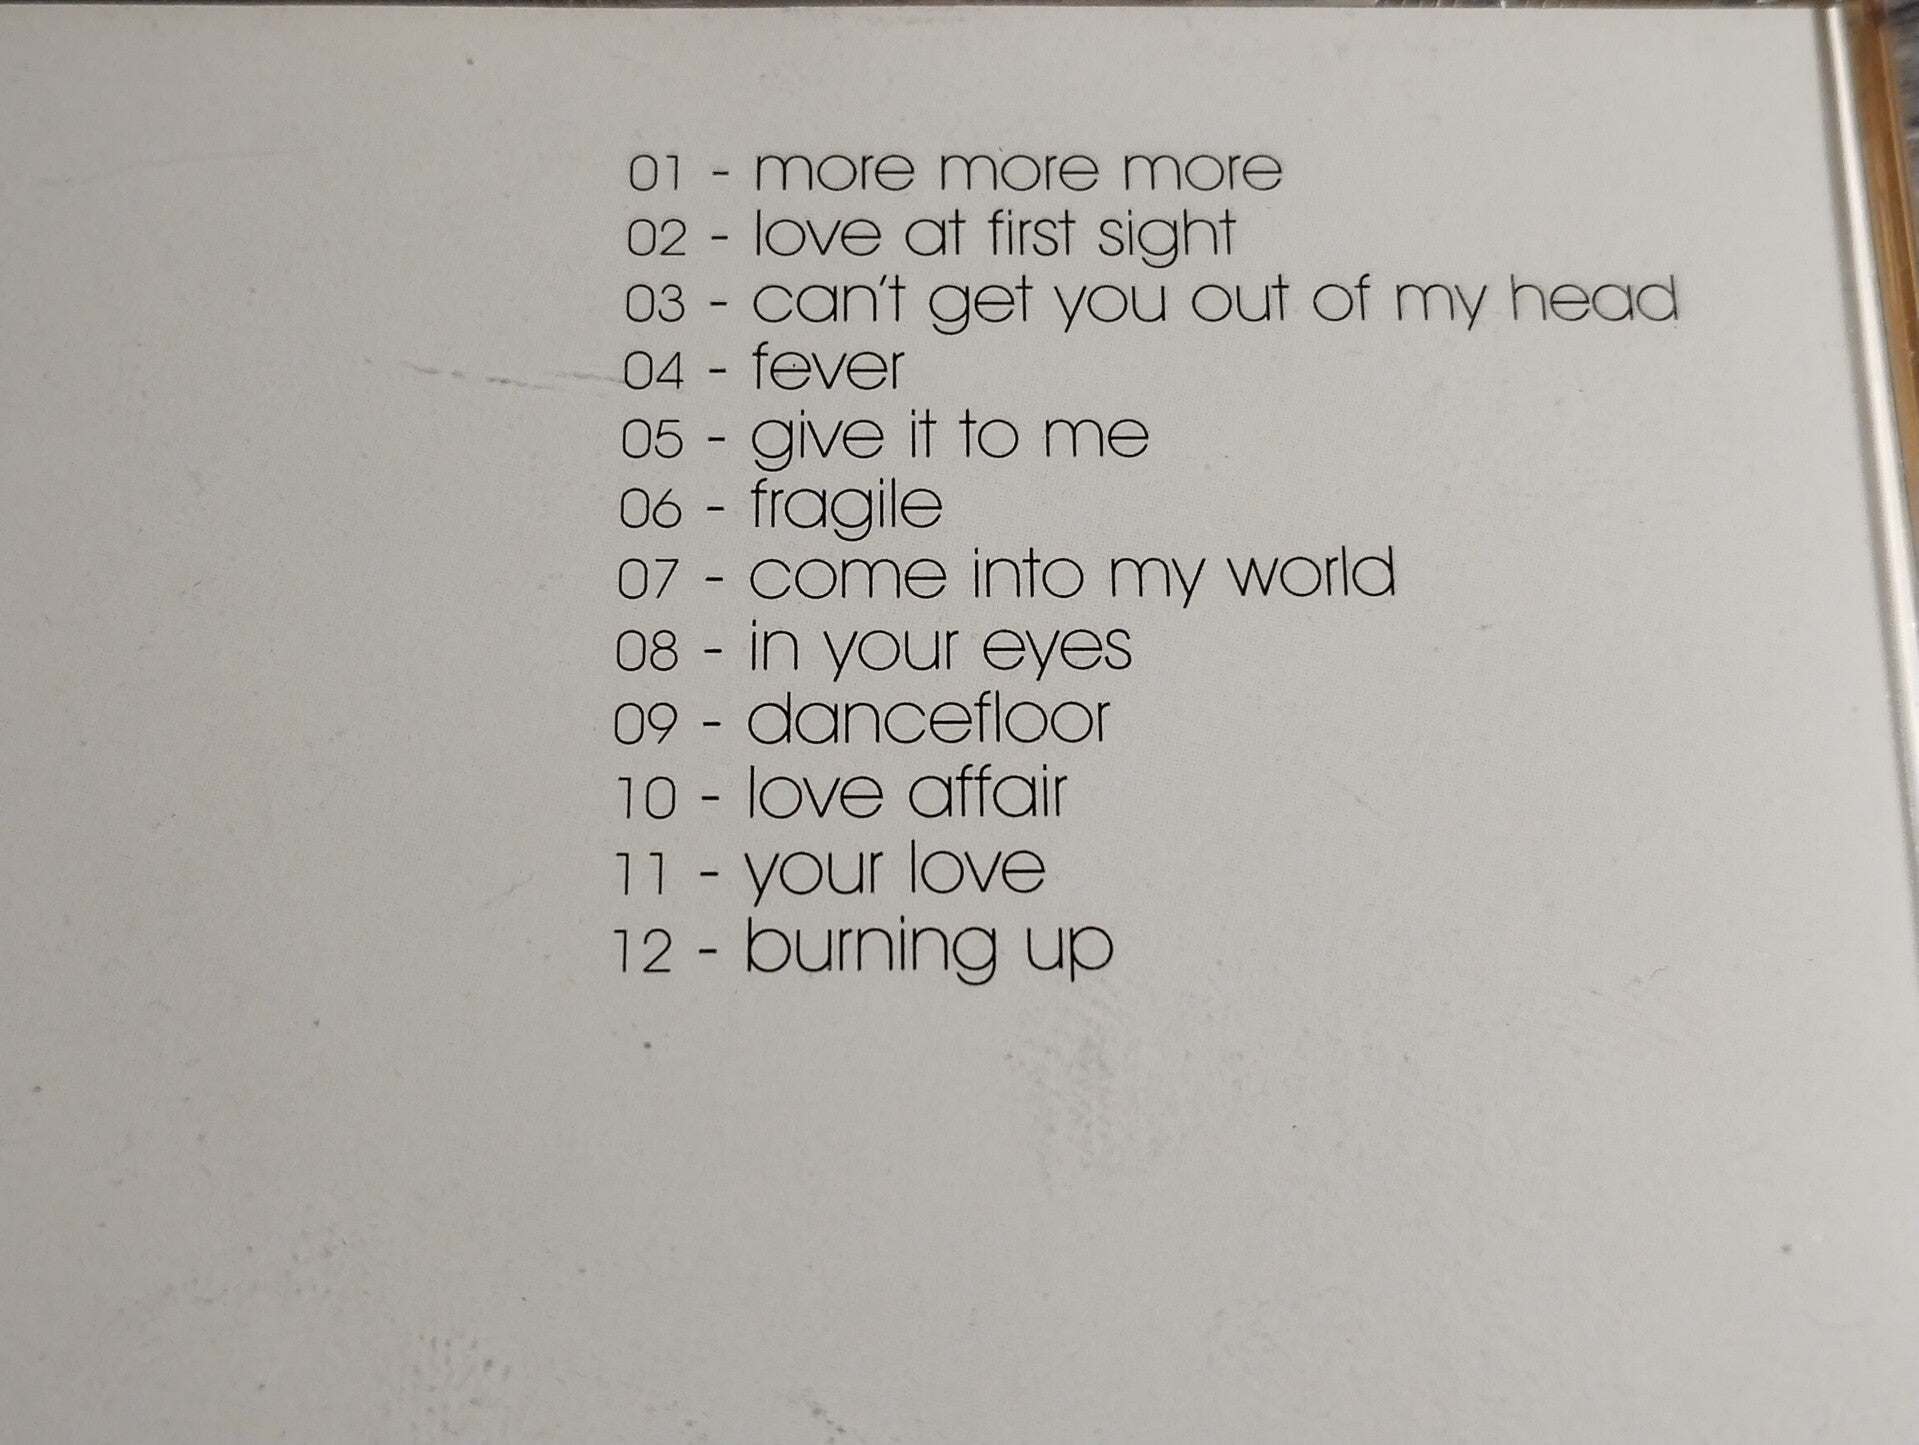 01 - more more more
02 - love at first sight
03 - can't get you out of my head
04 - fever
05 - give it to me
06 - fragile
07 - come into my world
08 - in your eyes
09 - dancefloor
10 - love affair
11 - your love
12 - burning up